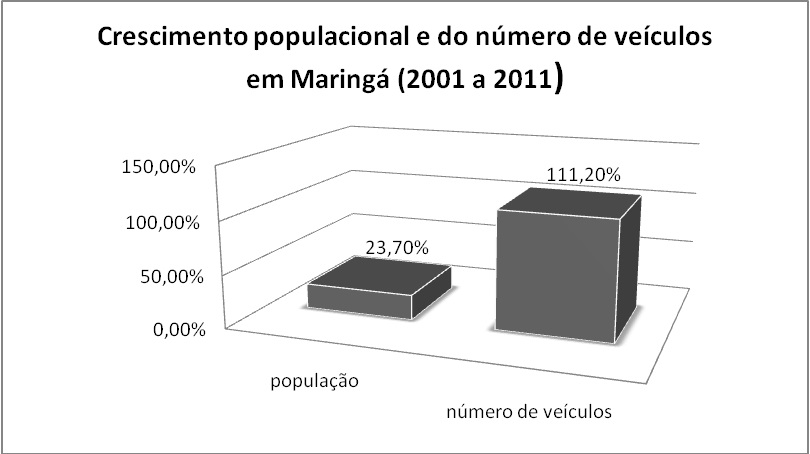 Crescimento populacional e do número de veículos
em Maringá (2001 a 2011)
150,00%
100,00%
50,00%
0,00%
23,70%
111,20%
população
número de veículos